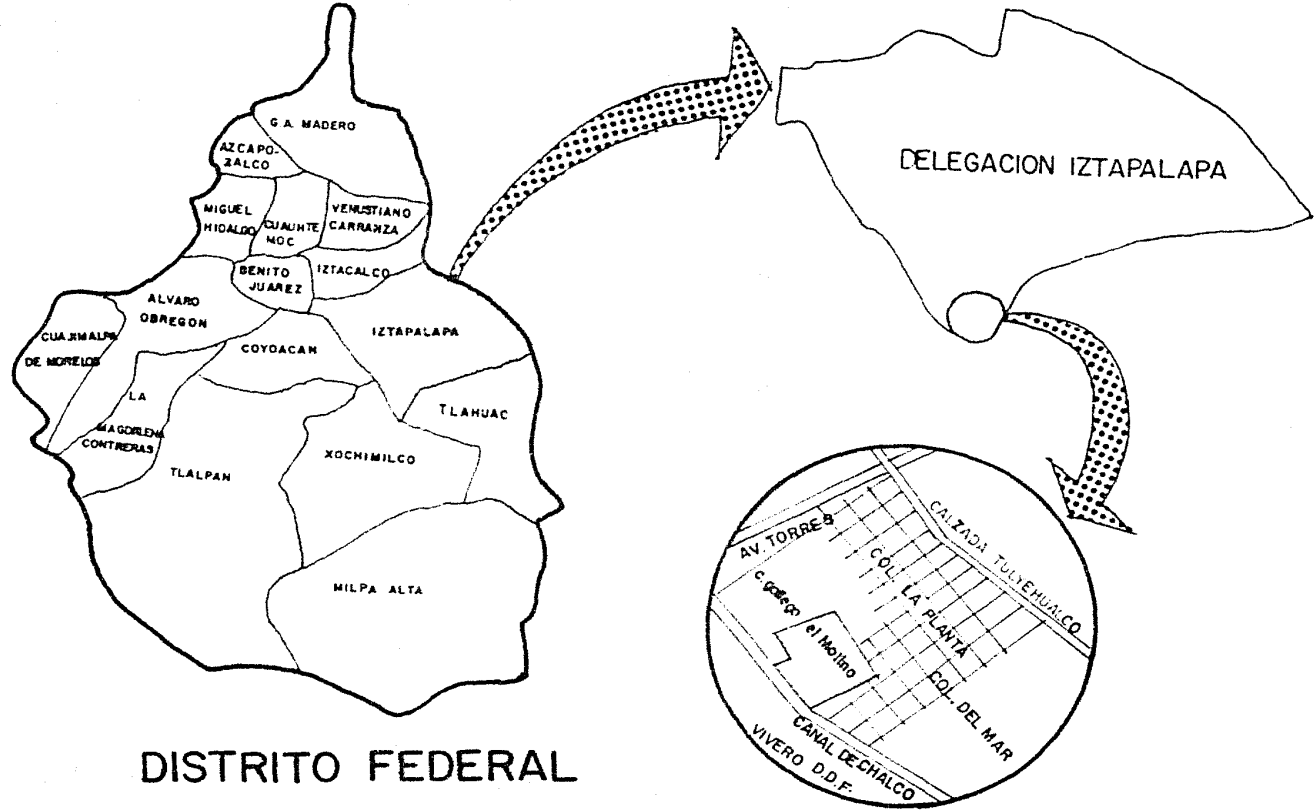 G. A. MADERO
AZCAPO-
ZALCO
MIGUEL
HIDALGO
CUAUHTE
MOC
VENUSTIANO
CARRANZA
BENITO
JUAREZ
IZTACALCO
ALVARO
OBREGON
IZTAPALAPA
CUAJIMALPA
DE MORELOS
COYOACAN
LA
MAGDALENA
CONTRERAS
TLAHUAC
TLALPAN
XOCHIMILCO
MILPA ALTA
DISTRITO FEDERAL
DELEGACION IZTAPALAPA
AV. TORRES
CALZADA TULYEHUALCO
COL. LA PLANTA
c. gallego
el Molino
COL. DEL MAR
CANAL DE CHALCO
VIVERO D.D.F.